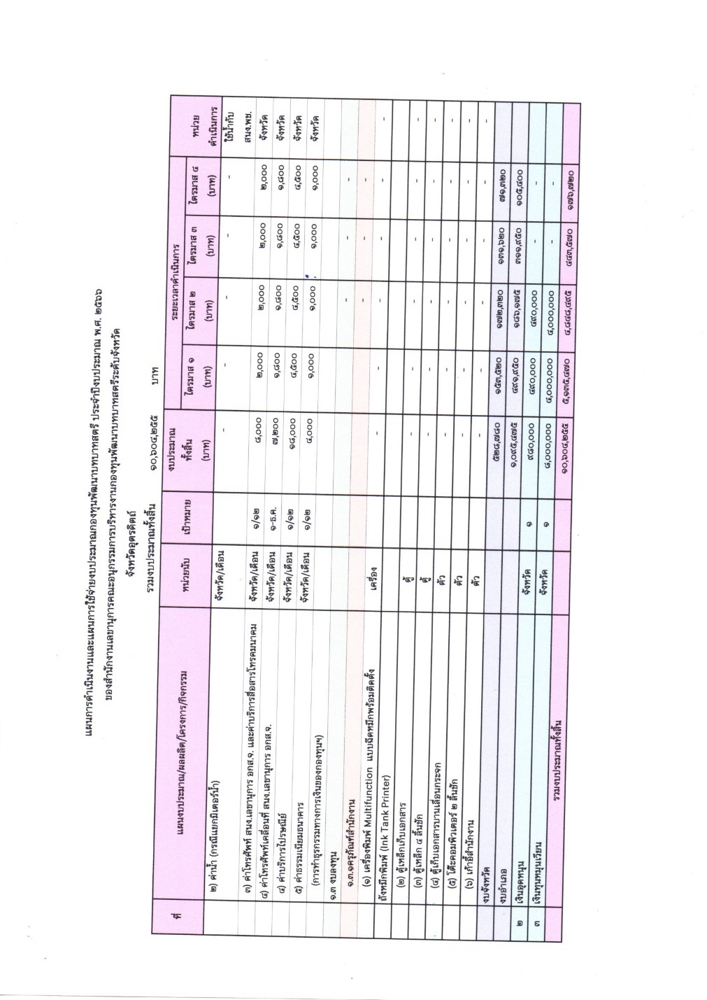 แผนการดำเนินงานและแผนการใช้จ่ายงบประมาณกองทุนพัฒนาบทบาทสตรี ประจำปีงบประมาณ พ.ศ. ๒๕๖๖
ของสำนักงานเลขานุการคณะอนุกรรมการบริหารงานกองทุนพัฒนาบทบาทสตรีระดับจังหวัด
จังหวัดอุตรดิตถ์
รวมงบประมาณทั้งสิ้น ๑๐,๖๐๔,๒๕๕ บาท
ที่ แผนงบประมาณ/ผลผลิต/โครงการ/กิจกรรม หน่วยนับ เป้าหมาย งบประมาณทั้งสิ้น (บาท) ระยะเวลาดำเนินการ หน่วยดำเนินการ
ไตรมาส ๑ (บาท) ไตรมาส ๒ (บาท) ไตรมาส ๓ (บาท) ไตรมาส ๔ (บาท)
๒) ค่าน้ำ (กรณีแยกมิเตอร์น้ำ) จังหวัด/เดือน - - - - - ใช้น้ำกับ สนง.พช.
๓) ค่าโทรศัพท์ สนง.เลขานุการ อกส.จ. และค่าบริการสื่อสารโทรคมนาคม จังหวัด/เดือน ๑/๑๒ ๘,๐๐๐ ๒,๐๐๐ ๒,๐๐๐ ๒,๐๐๐ ๒,๐๐๐ จังหวัด
๔) ค่าโทรศัพท์เคลื่อนที่ สนง.เลขานุการ อกส.จ. จังหวัด/เดือน ๑-ธ.ค. ๗,๒๐๐ ๑,๘๐๐ ๑,๘๐๐ ๑,๘๐๐ ๑,๘๐๐ จังหวัด
๔) ค่าบริการไปรษณีย์ จังหวัด/เดือน ๑/๑๒ ๑๘,๐๐๐ ๔,๕๐๐ ๔,๕๐๐ ๔,๕๐๐ ๔,๕๐๐ จังหวัด
๕) ค่าธรรมเนียมธนาคาร จังหวัด/เดือน ๑/๑๒ ๔,๐๐๐ ๑,๐๐๐ ๑,๐๐๐ ๑,๐๐๐ ๑,๐๐๐ จังหวัด
(การทำธุรกรรมทางการเงินของกองทุนฯ)
๑.๓ งบลงทุน
๑.๓.๑ครุภัณฑ์สำนักงาน - - -
(๑) เครื่องพิมพ์ Multifunction แบบฉีดหมึกพร้อมติดตั้ง เครื่อง - - -
ถังหมึกพิมพ์ (Ink Tank Printer) - - - - - -
(๒) ตู้เหล็กเก็บเอกสาร
(๓) ตู้เหล็ก ๔ ลิ้นชัก ตู้ - - - - -
(๔) ตู้เก็บเอกสารบานเลื่อนกระจก ตู้ - - - - -
(๕) โต๊ะคอมพิวเตอร์ ๒ ลิ้นชัก ตัว - - - - -
(๖) เก้าอี้สำนักงาน ตัว - - - - -
งบจังหวัด ตัว - - - - -
งบอำเภอ ๕๒๘,๗๘๐ ๑๕๓,๕๒๐ ๑๗๒,๓๒๐ ๑๓๑,๖๒๐ ๗๑,๓๒๐
๒ เงินอุดหนุน ๑,๐๙๕,๔๗๕ ๔๙๑,๙๕๐ ๑๘๖,๑๗๕ ๓๑๑,๙๕๐ ๑๐๕,๔๐๐
๓ เงินทุนหมุนเวียน จังหวัด ๑ ๙๘๐,๐๐๐ ๔๙๐,๐๐๐ ๔๙๐,๐๐๐ - -
จังหวัด ๑ ๘,๐๐๐,๐๐๐ ๔,๐๐๐,๐๐๐ ๔,๐๐๐,๐๐๐ - -
รวมงบประมาณทั้งสิ้น ๑๐,๖๐๔,๒๕๕ ๕,๑๓๕,๔๗๐ ๔,๘๔๘,๔๙๕ ๔๔๓,๕๗๐ ๑๗๖,๗๒๐